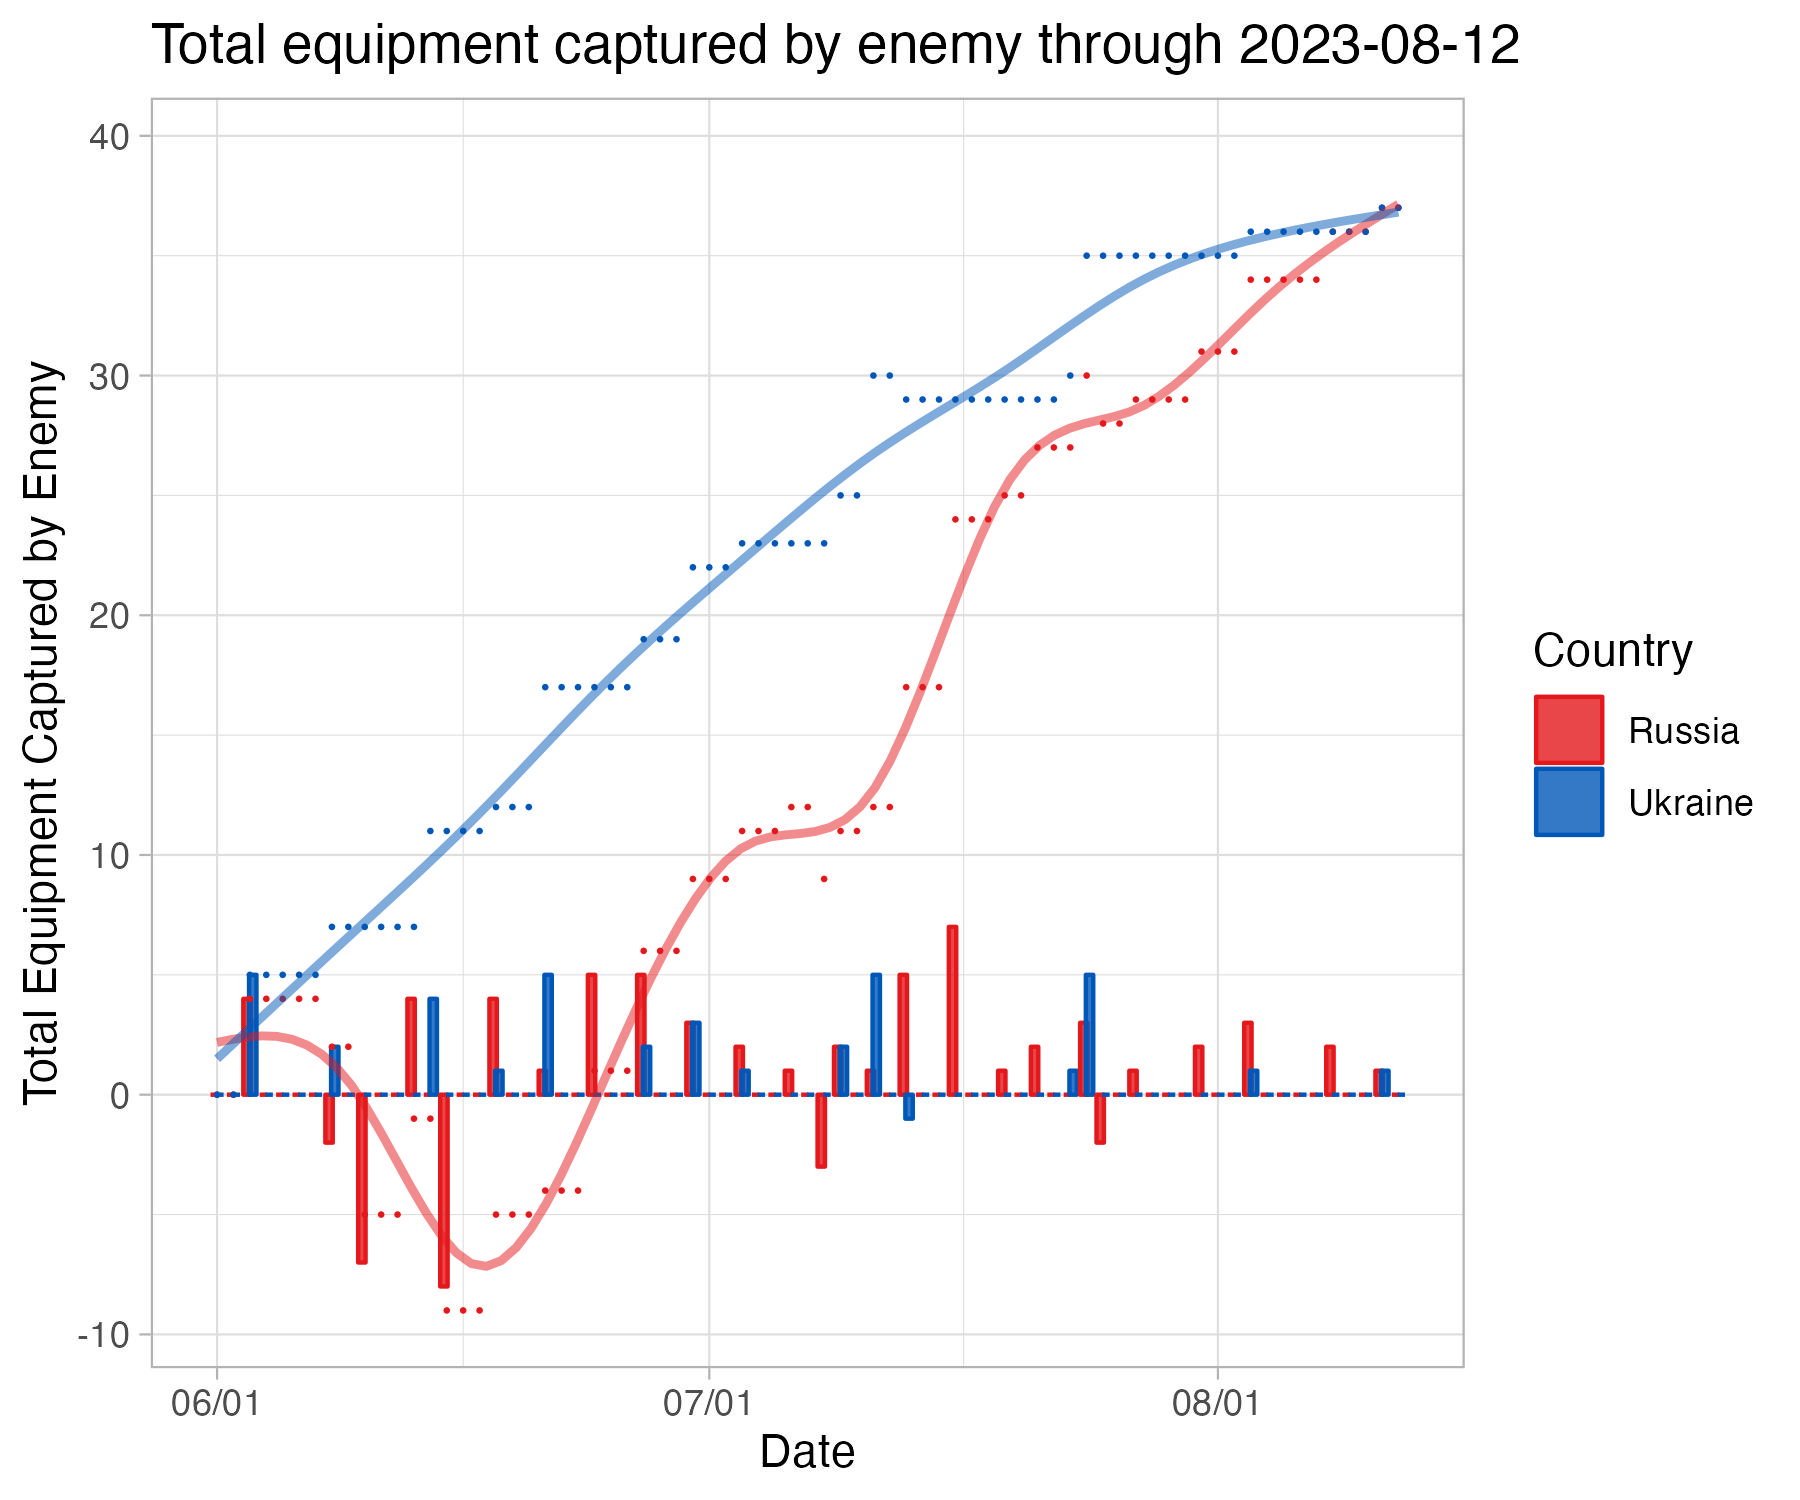 Total equipment captured by enemy through 2023-08-12
Total Equipment Captured by Enemy
40
30
20
10
0
-10
06/01
07/01
08/01
Date
Country
Russia
Ukraine